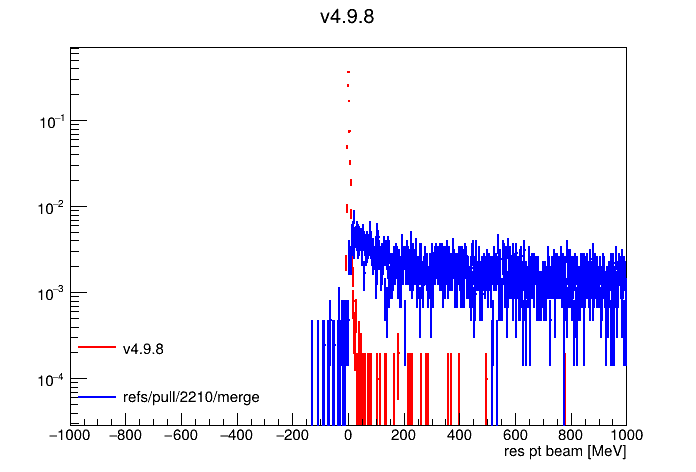 v4.9.8
10⁻¹
10⁻²
10⁻³
10⁻⁴
v4.9.8
refs/pull/2210/merge
−1000 −800 −600 −400 −200 0 200 400 600 800 1000
res pt beam [MeV]